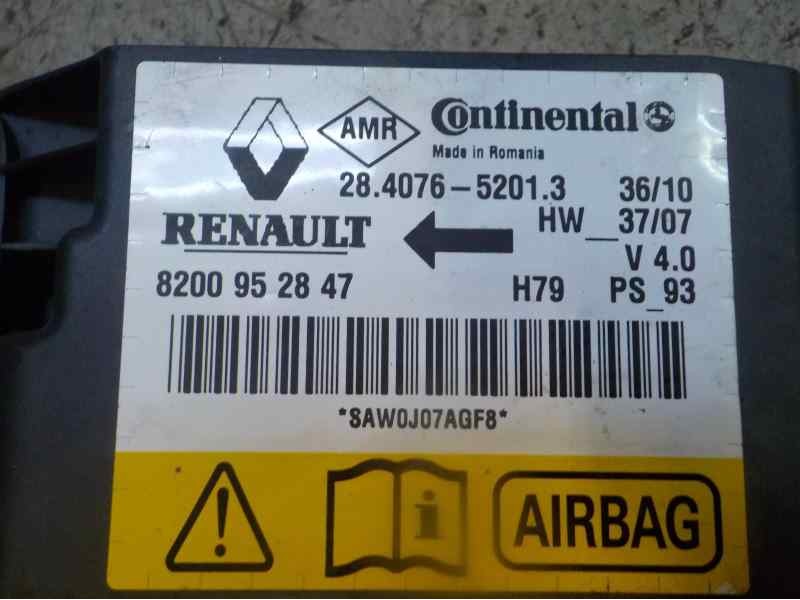 AMR Continental
Made in Romania
28.4076-5201.3 36/10
RENAULT HW__37/07
V 4.0
8200 95 28 47 H79 PS_93
*SAW0J07AGF8*
! i AIRBAG